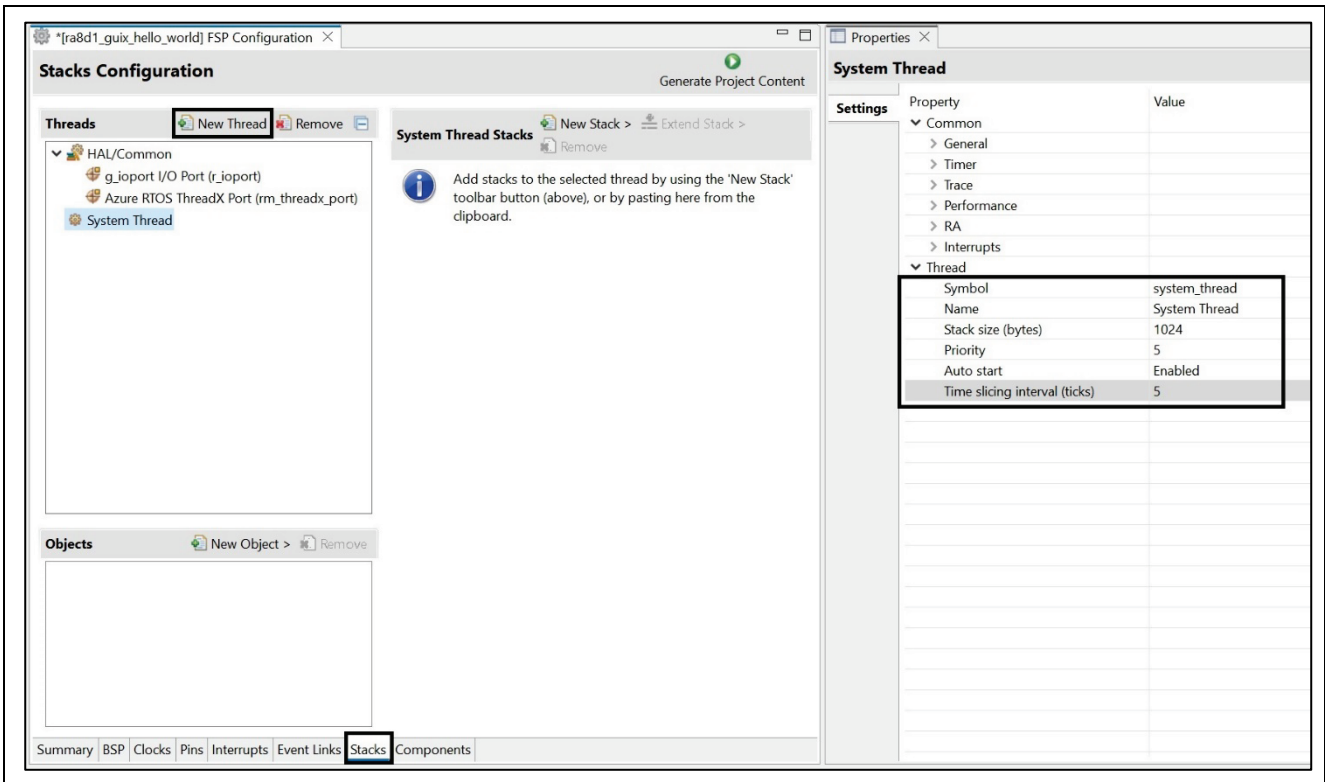 *[ra8d1_guix_hello_world] FSP Configuration
Stacks Configuration
Generate Project Content
Threads
New Thread
Remove
HAL/Common
g_ioport I/O Port (r_ioport)
Azure RTOS ThreadX Port (rm_threadx_port)
System Thread
System Thread Stacks
New Stack >
Extend Stack >
Remove
Add stacks to the selected thread by using the 'New Stack'
toolbar button (above), or by pasting here from the
clipboard.
Objects
New Object >
Remove
Summary BSP Clocks Pins Interrupts Event Links Stacks Components
Properties
System Thread
Settings
Property Value
Common
> General
> Timer
> Trace
> Performance
> RA
> Interrupts
Thread
Symbol system_thread
Name System Thread
Stack size (bytes) 1024
Priority 5
Auto start Enabled
Time slicing interval (ticks) 5